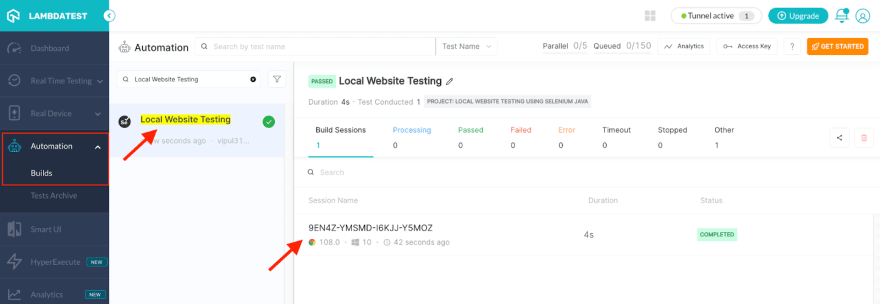 LAMBDATEST
Tunnel active 1
Upgrade
Dashboard
Real Time Testing
Real Device
Automation
Builds
Tests Archive
Smart UI
HyperExecute NEW
Analytics NEW
Automation
Search by test name
Test Name
Parallel 0/5 Queued 0/150
Analytics
Access Key
?
GET STARTED
Local Website Testing
Local Website Testing
seconds ago · vipul31...
PASSED Local Website Testing
Duration 4s · Test Conducted 1 PROJECT: LOCAL WEBSITE TESTING USING SELENIUM JAVA
Build Sessions Processing Passed Failed Error Timeout Stopped Other
1 0 0 0 0 0 0 1
Search
Session Name Duration Status
9EN4Z-YMSMD-I6KJJ-Y5MOZ 4s COMPLETED
108.0 · 10 · 42 seconds ago